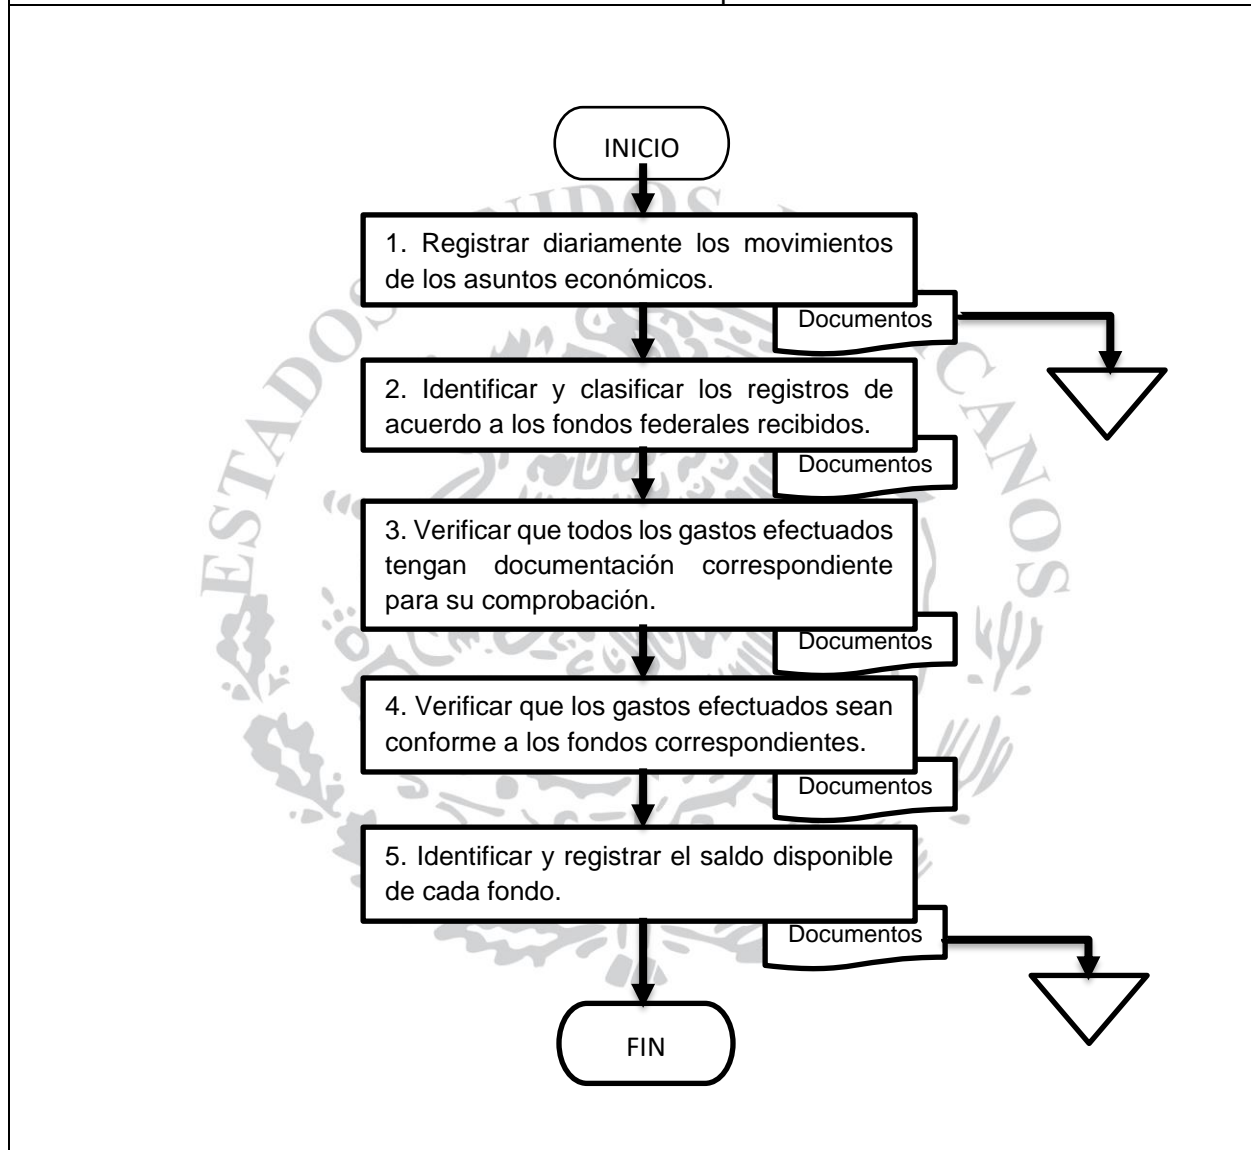 INICIO
1. Registrar diariamente los movimientos
de los asuntos económicos.
Documentos
2. Identificar y clasificar los registros de
acuerdo a los fondos federales recibidos.
Documentos
3. Verificar que todos los gastos efectuados
tengan documentación correspondiente
para su comprobación.
Documentos
4. Verificar que los gastos efectuados sean
conforme a los fondos correspondientes.
Documentos
5. Identificar y registrar el saldo disponible
de cada fondo.
Documentos
FIN